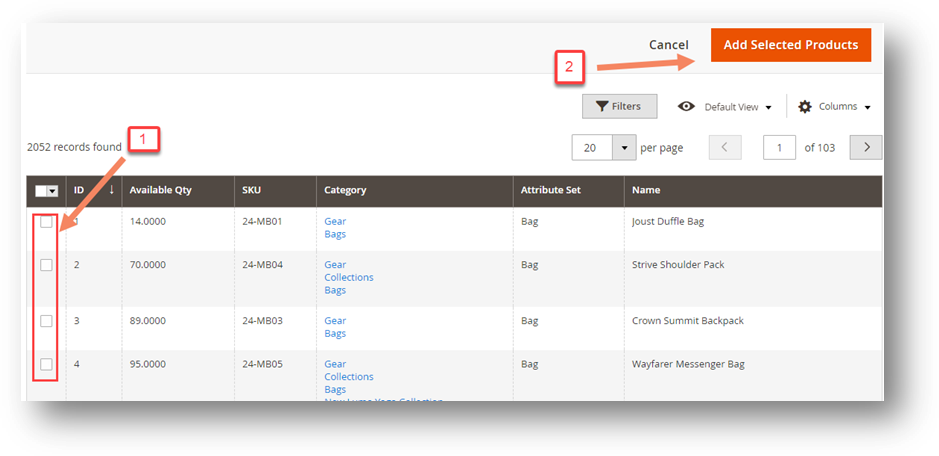 Cancel
Add Selected Products
2
Filters
Default View
Columns
1
2052 records found
20
per page
1
of 103
ID
Available Qty
SKU
Category
Attribute Set
Name
14.0000
24-MB01
Gear
Bags
Bag
Joust Duffle Bag
2
70.0000
24-MB04
Gear
Collections
Bags
Bag
Strive Shoulder Pack
3
89.0000
24-MB03
Gear
Bags
Bag
Crown Summit Backpack
4
95.0000
24-MB05
Gear
Collections
Bags
Bag
Wayfarer Messenger Bag